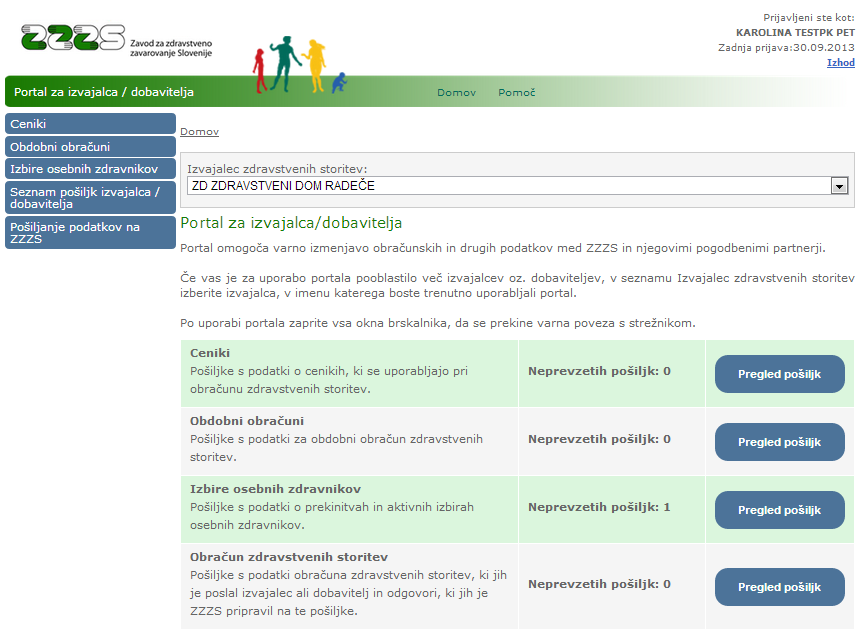 ZZZS
Zavod za zdravstveno
zavarovanje Slovenije
Prijavljeni ste kot:
KAROLINA TESTPK PET
Zadnja prijava:30.09.2013
Izhod
Portal za izvajalca / dobavitelja
Domov
Pomoč
Ceniki
Obdobni obračuni
Izbire osebnih zdravnikov
Seznam pošiljk izvajalca /
dobavitelja
Pošiljanje podatkov na
ZZZS
Domov
Izvajalec zdravstvenih storitev:
ZD ZDRAVSTVENI DOM RADEČE
Portal za izvajalca/dobavitelja
Portal omogoča varno izmenjavo obračunskih in drugih podatkov med ZZZS in njegovimi pogodbenimi partnerji.
Če vas je za uporabo portala pooblastilo več izvajalcev oz. dobaviteljev, v seznamu Izvajalec zdravstvenih storitev
izberite izvajalca, v imenu katerega boste trenutno uporabljali portal.
Po uporabi portala zaprite vsa okna brskalnika, da se prekine varna poveza s strežnikom.
Ceniki
Pošiljke s podatki o cenikih, ki se uporabljajo pri
obračunu zdravstvenih storitev.
Neprevzetih pošiljk: 0
Pregled pošiljk
Obdobni obračuni
Pošiljke s podatki za obdobni obračun zdravstvenih
storitev.
Neprevzetih pošiljk: 0
Pregled pošiljk
Izbire osebnih zdravnikov
Pošiljke s podatki o prekinitvah in aktivnih izbirah
osebnih zdravnikov.
Neprevzetih pošiljk: 1
Pregled pošiljk
Obračun zdravstvenih storitev
Pošiljke s podatki obračuna zdravstvenih storitev, ki jih
je poslal izvajalec ali dobavitelj in odgovori, ki jih je
ZZZS pripravil na te pošiljke.
Neprevzetih pošiljk: 0
Pregled pošiljk